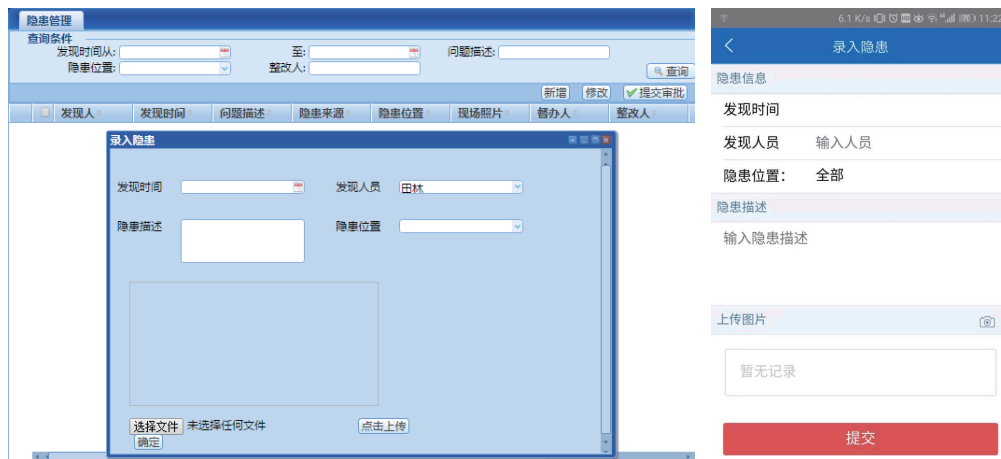 隐患管理
查询条件
发现时间从:
至:
问题描述:
隐患位置:
整改人:
查询
新增 修改 提交审批
发现人 发现时间 问题描述 隐患来源 隐患位置 现场照片 督办人 整改人
录入隐患
发现时间
发现人员 田林
隐患描述
隐患位置
选择文件 未选择任何文件
点击上传
确定
6.1 K/s 11:22
录入隐患
隐患信息
发现时间
发现人员 输入人员
隐患位置: 全部
隐患描述
输入隐患描述
上传图片
暂无记录
提交